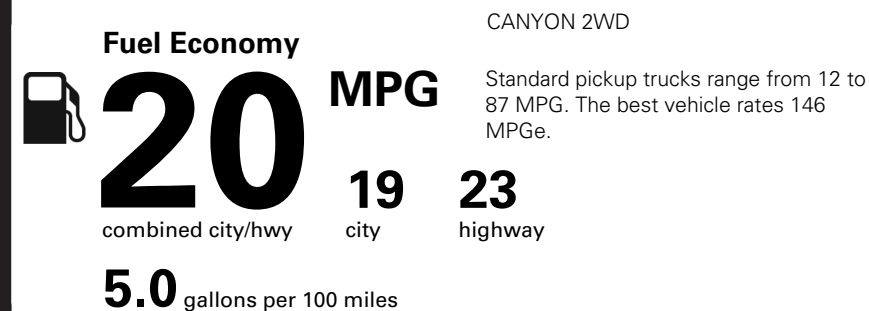 CANYON 2WD
Fuel Economy
20 MPG
Standard pickup trucks range from 12 to
87 MPG. The best vehicle rates 146
MPGe.
19 23
combined city/hwy city highway
5.0 gallons per 100 miles